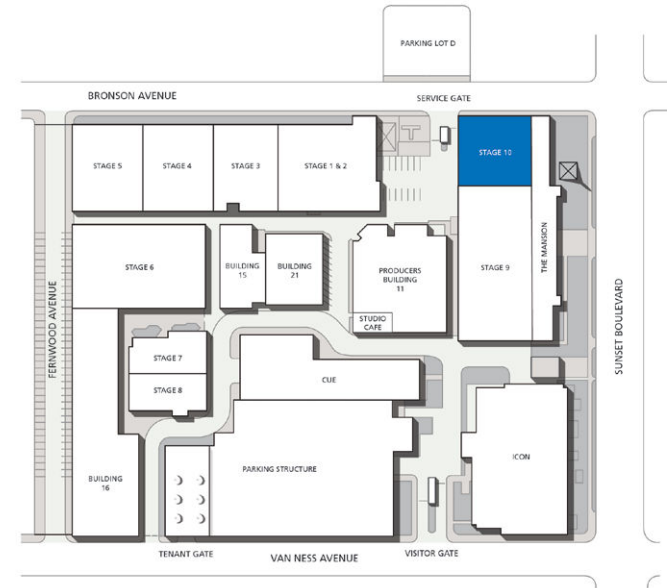 PARKING LOT D
BRONSON AVENUE
SERVICE GATE
STAGE 5
STAGE 4
STAGE 3
STAGE 1 & 2
STAGE 10
THE MANSION
STAGE 6
BUILDING
15
BUILDING
21
PRODUCERS
BUILDING
11
STAGE 9
STUDIO
CAFE
FERNWOOD AVENUE
SUNSET BOULEVARD
STAGE 7
STAGE 8
CUE
ICON
PARKING STRUCTURE
BUILDING
16
TENANT GATE
VAN NESS AVENUE
VISITOR GATE